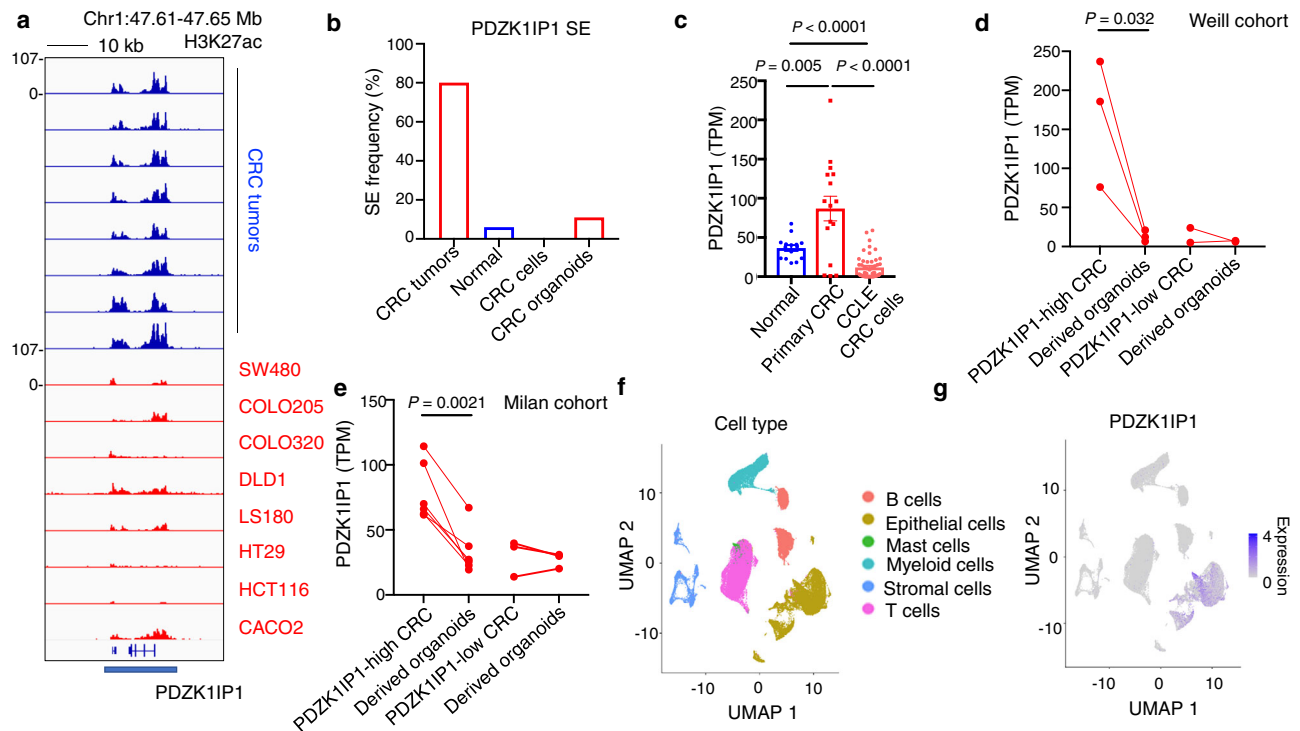 a
Chr1:47.61-47.65 Mb
10 kb
H3K27ac
107-
0-
CRC tumors
107-
0-
SW480
COLO205
COLO320
DLD1
LS180
HT29
HCT116
CACO2
PDZK1IP1
b
PDZK1IP1 SE
SE frequency (%)
100
80
60
40
20
0
CRC tumors
Normal
CRC cells
CRC organoids
c
P < 0.0001
P = 0.005
P < 0.0001
PDZK1IP1 (TPM)
250
200
150
100
50
0
Normal
Primary CRC
CCLE
CRC cells
d
P = 0.032
Weill cohort
PDZK1IP1 (TPM)
250
200
150
100
50
0
PDZK1IP1-high CRC
Derived organoids
PDZK1IP1-low CRC
Derived organoids
e
P = 0.0021
Milan cohort
PDZK1IP1 (TPM)
150
100
50
0
PDZK1IP1-high CRC
Derived organoids
PDZK1IP1-low CRC
Derived organoids
f
Cell type
UMAP 2
10
0
-10
-10
0
10
UMAP 1
B cells
Epithelial cells
Mast cells
Myeloid cells
Stromal cells
T cells
g
PDZK1IP1
UMAP 2
10
0
-10
-10
0
10
UMAP 1
4
0
Expression